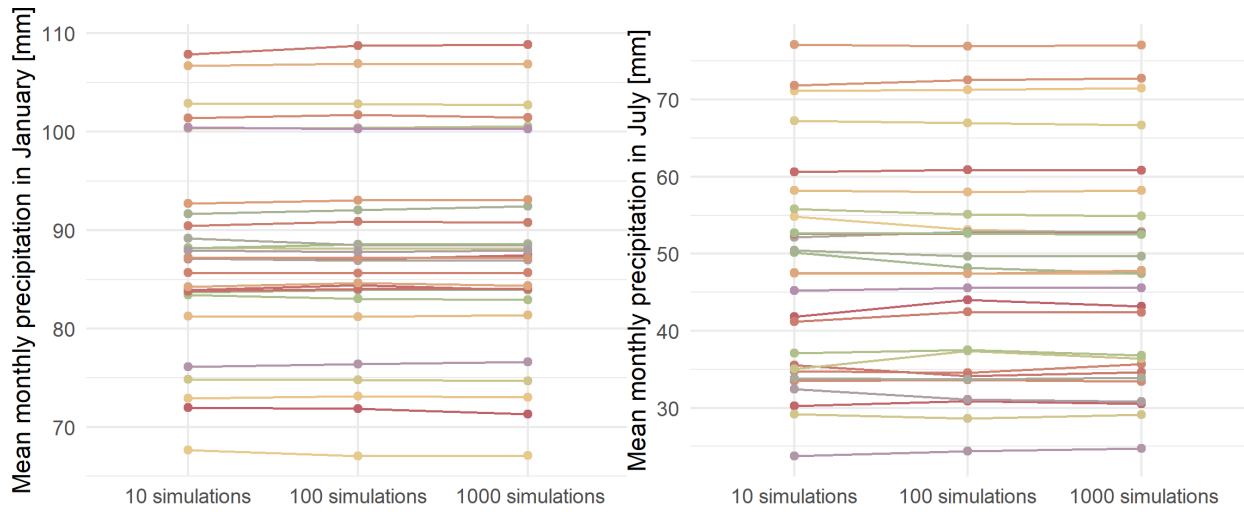 Mean monthly precipitation in January [mm]
110
100
90
80
70
10 simulations 100 simulations 1000 simulations
Mean monthly precipitation in July [mm]
70
60
50
40
30
10 simulations 100 simulations 1000 simulations